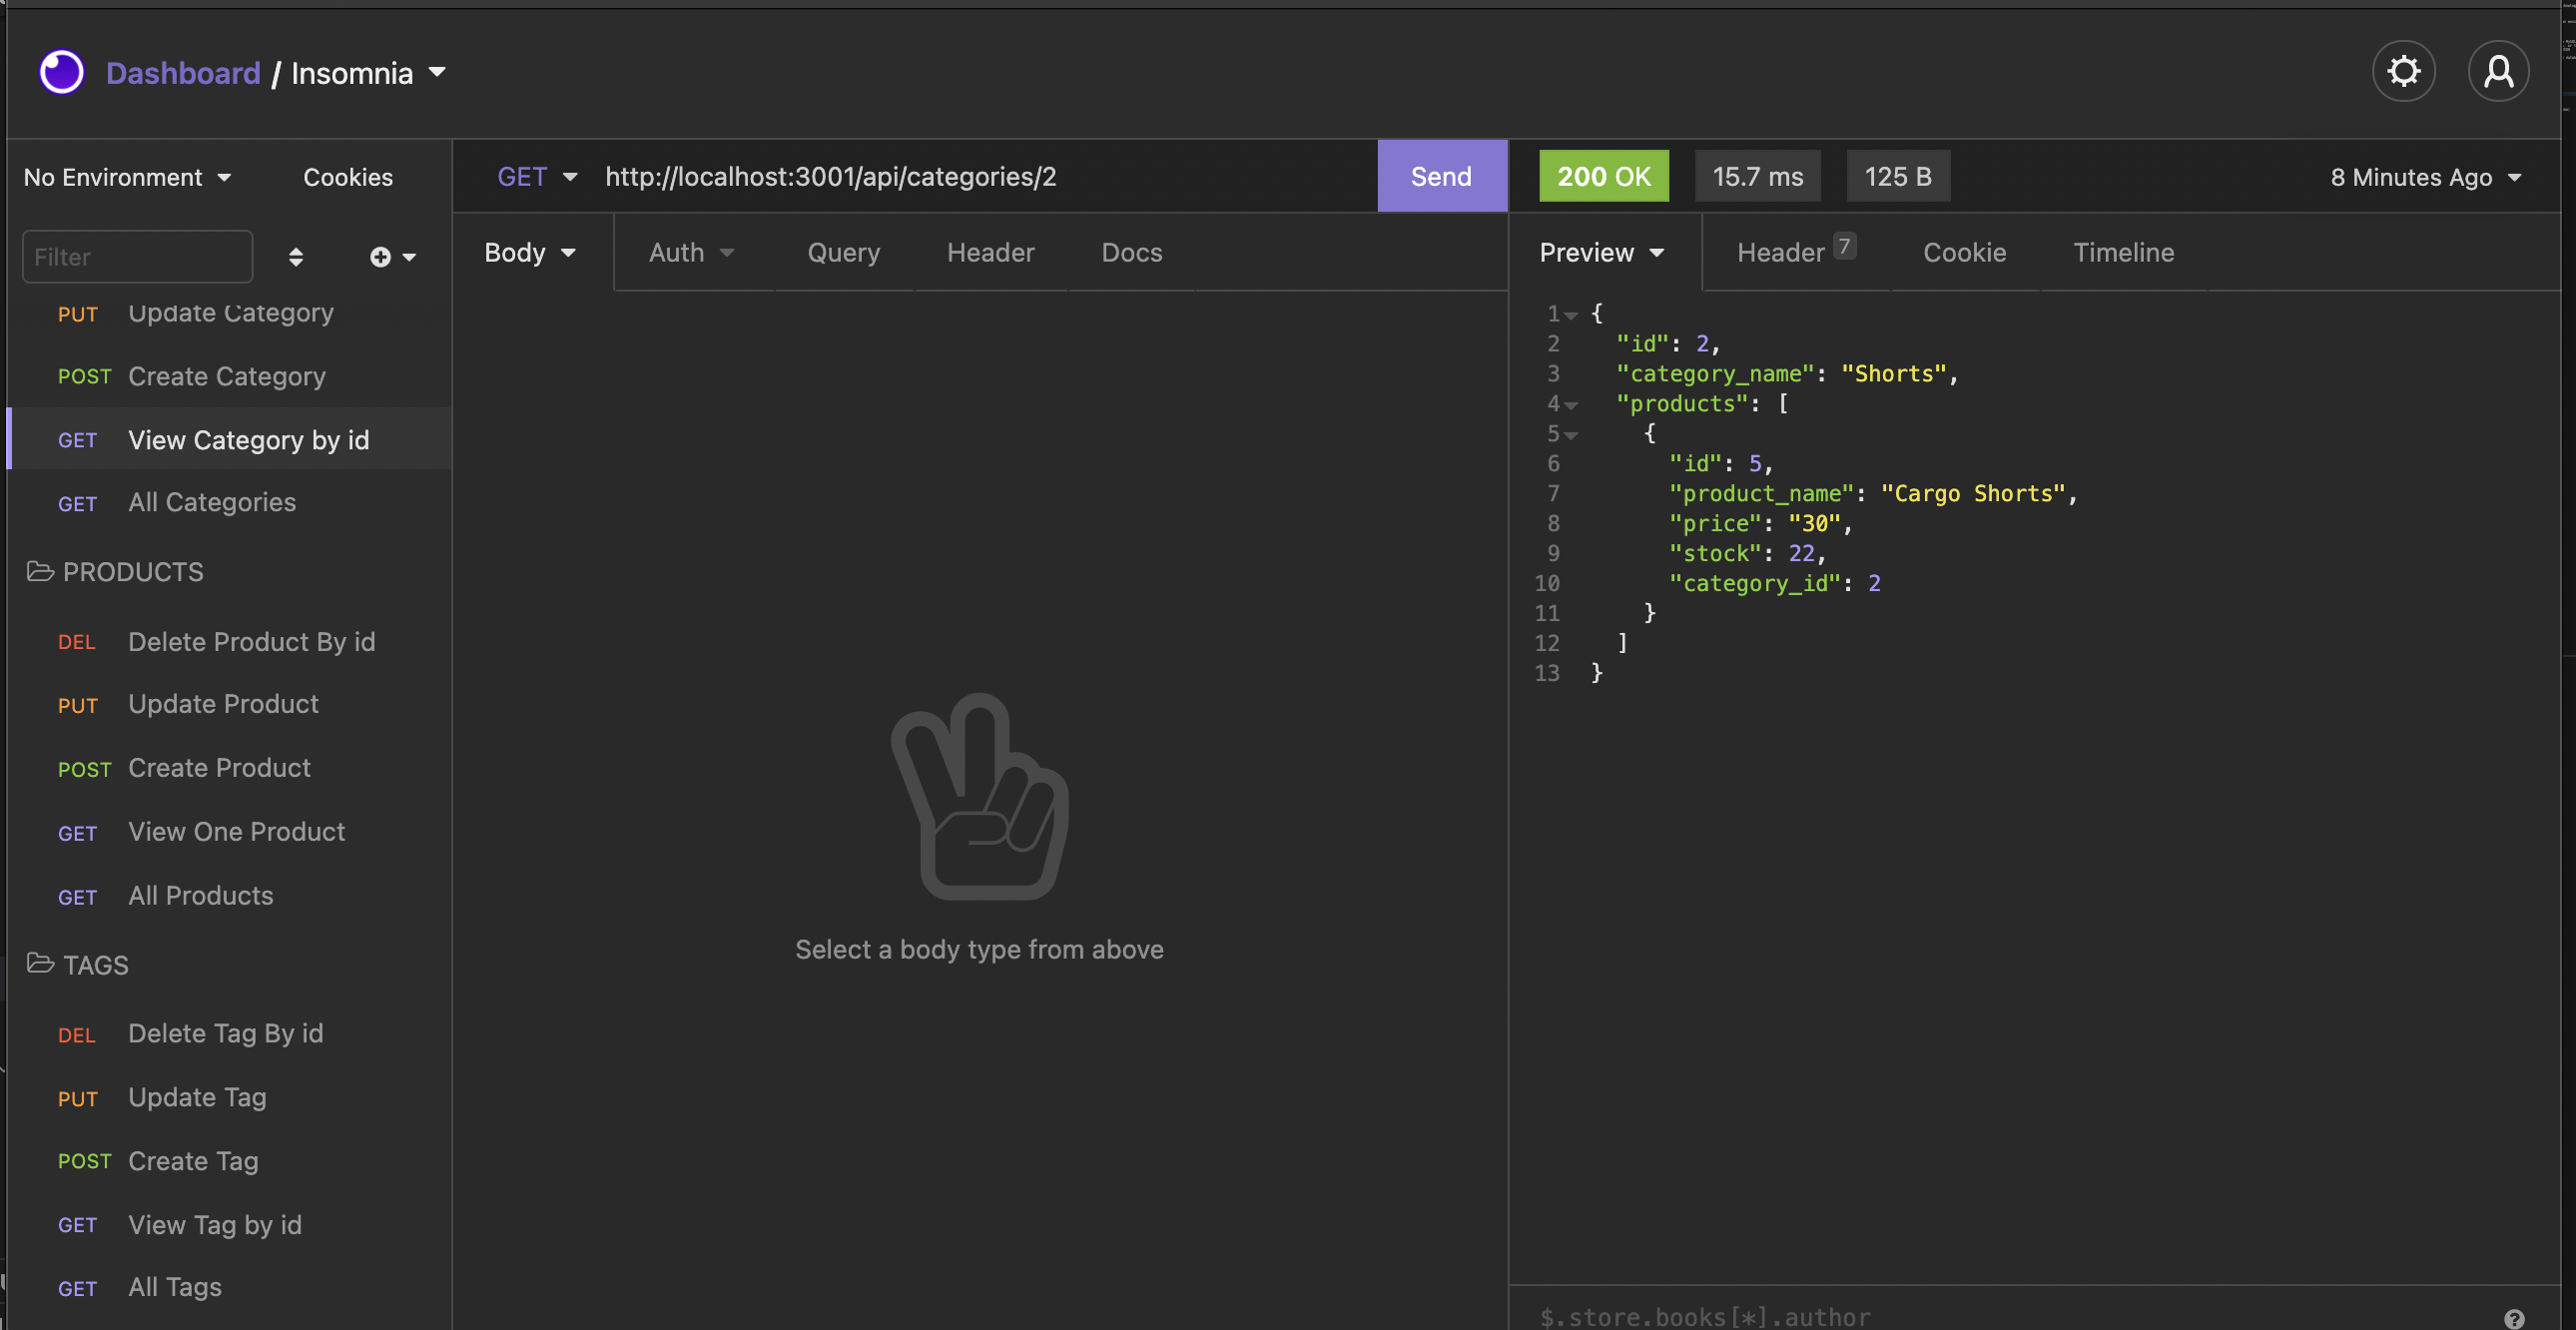 Dashboard / Insomnia
No Environment
Cookies
Filter
PUT Update Category
POST Create Category
GET View Category by id
GET All Categories
PRODUCTS
DEL Delete Product By id
PUT Update Product
POST Create Product
GET View One Product
GET All Products
TAGS
DEL Delete Tag By id
PUT Update Tag
POST Create Tag
GET View Tag by id
GET All Tags
GET http://localhost:3001/api/categories/2 Send
Body Auth Query Header Docs
Select a body type from above
200 OK 15.7 ms 125 B 8 Minutes Ago
Preview Header 7 Cookie Timeline
1 {
2 "id": 2,
3 "category_name": "Shorts",
4 "products": [
5 {
6 "id": 5,
7 "product_name": "Cargo Shorts",
8 "price": "30",
9 "stock": 22,
10 "category_id": 2
11 }
12 ]
13 }
$.store.books[*].author
?